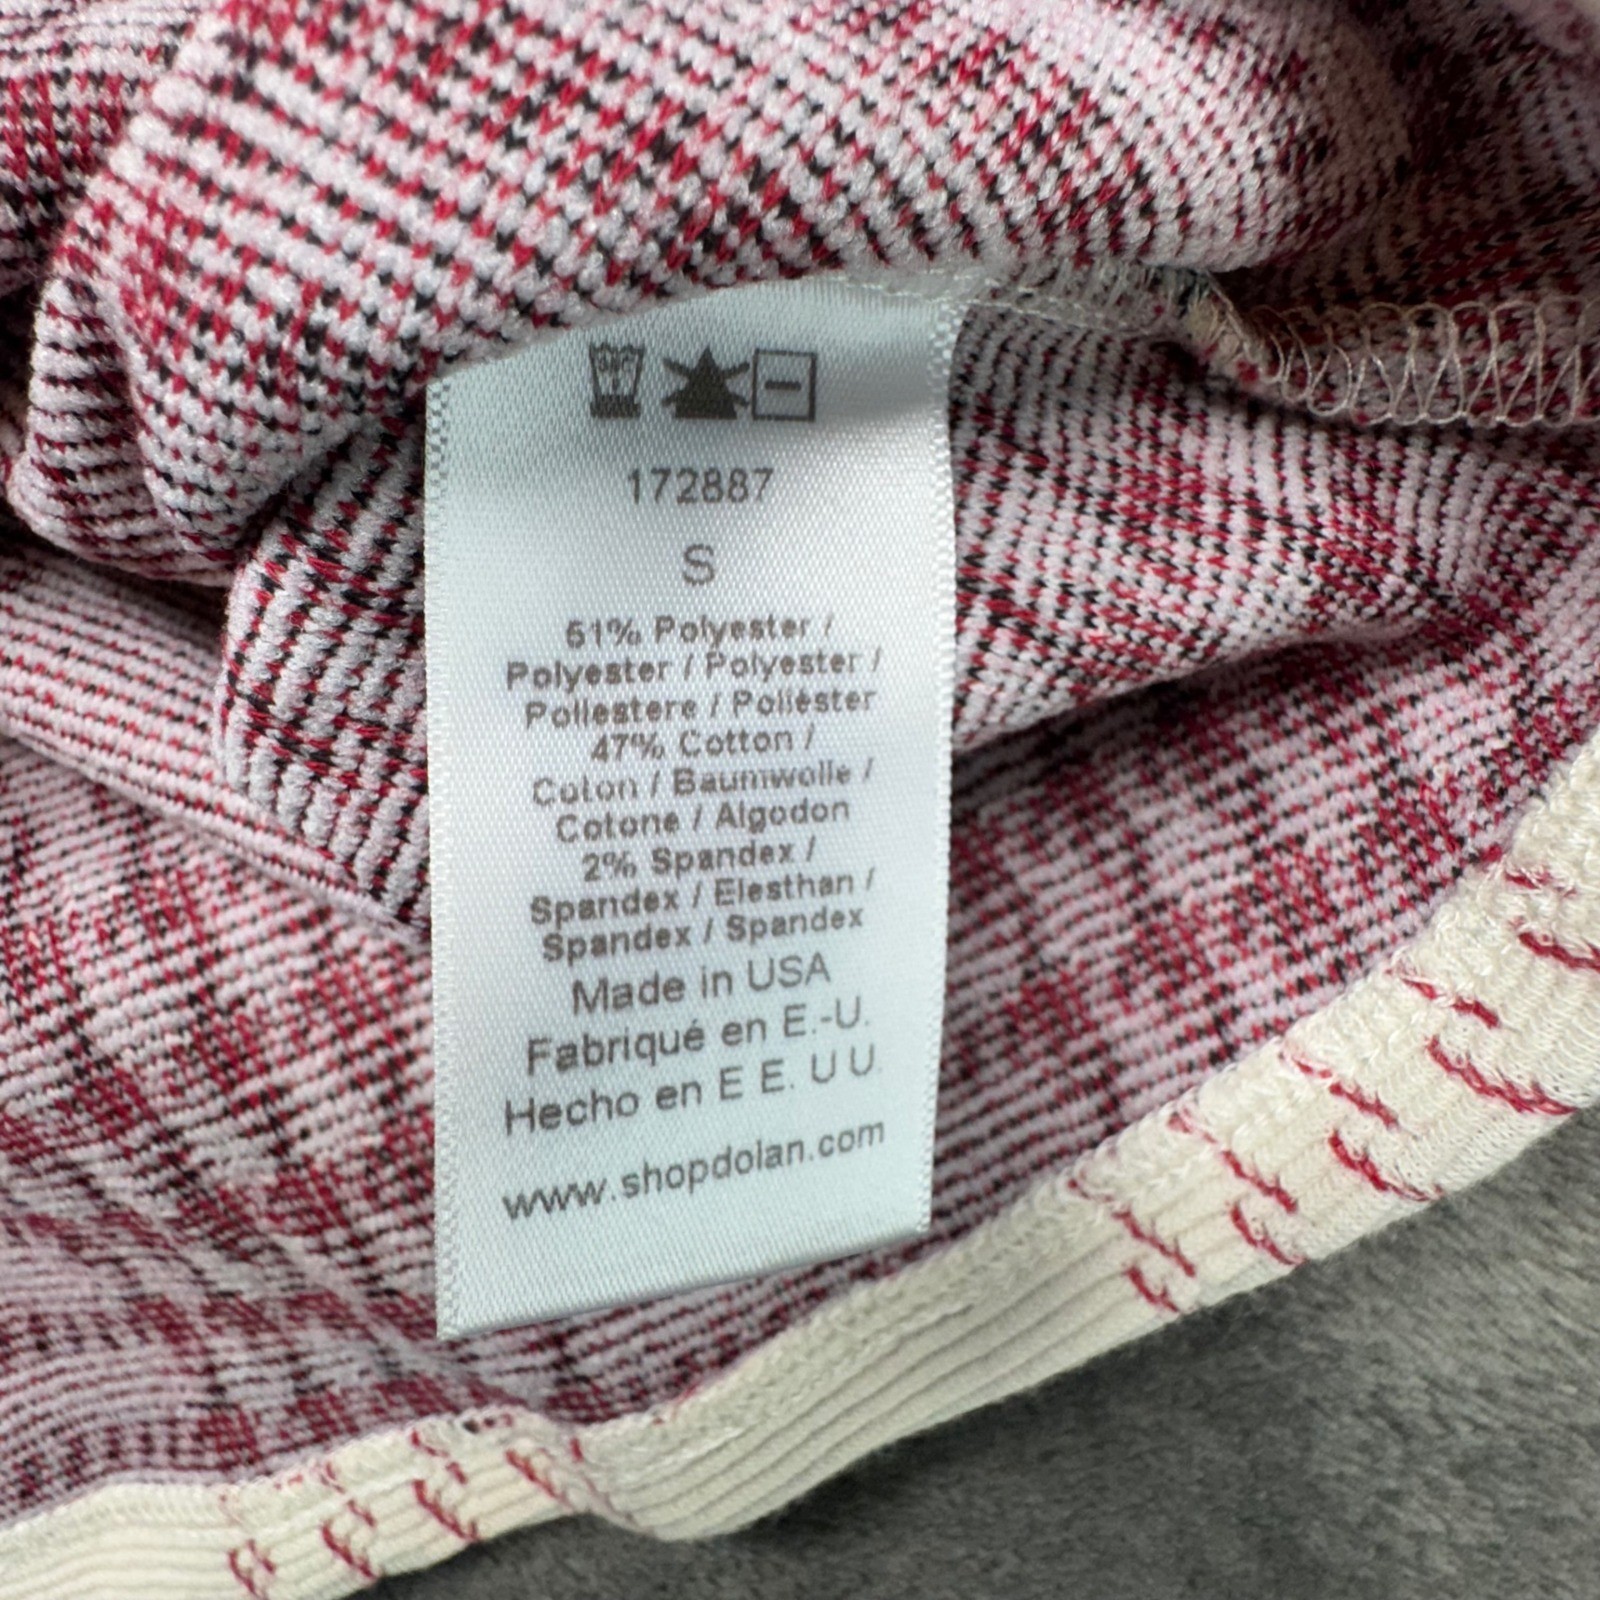 172887
S
51% Polyester /
Polyester / Polyester /
Poliestere / Poliéster
47% Cotton /
Coton / Baumwolle /
Cotone / Algodon
2% Spandex /
Spandex / Elesthan /
Spandex / Spandex
Made in USA
Fabriqué en E.-U.
Hecho en E E. U U.
www.shopdolan.com